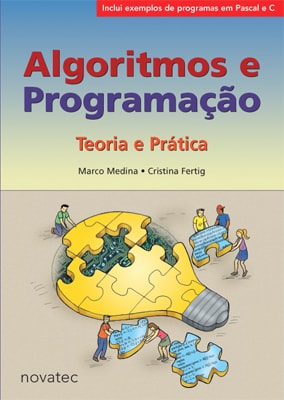 Inclui exemplos de programas em Pascal e C
Algoritmos e
Programação
Teoria e Prática
Marco Medina • Cristina Fertig
novatec